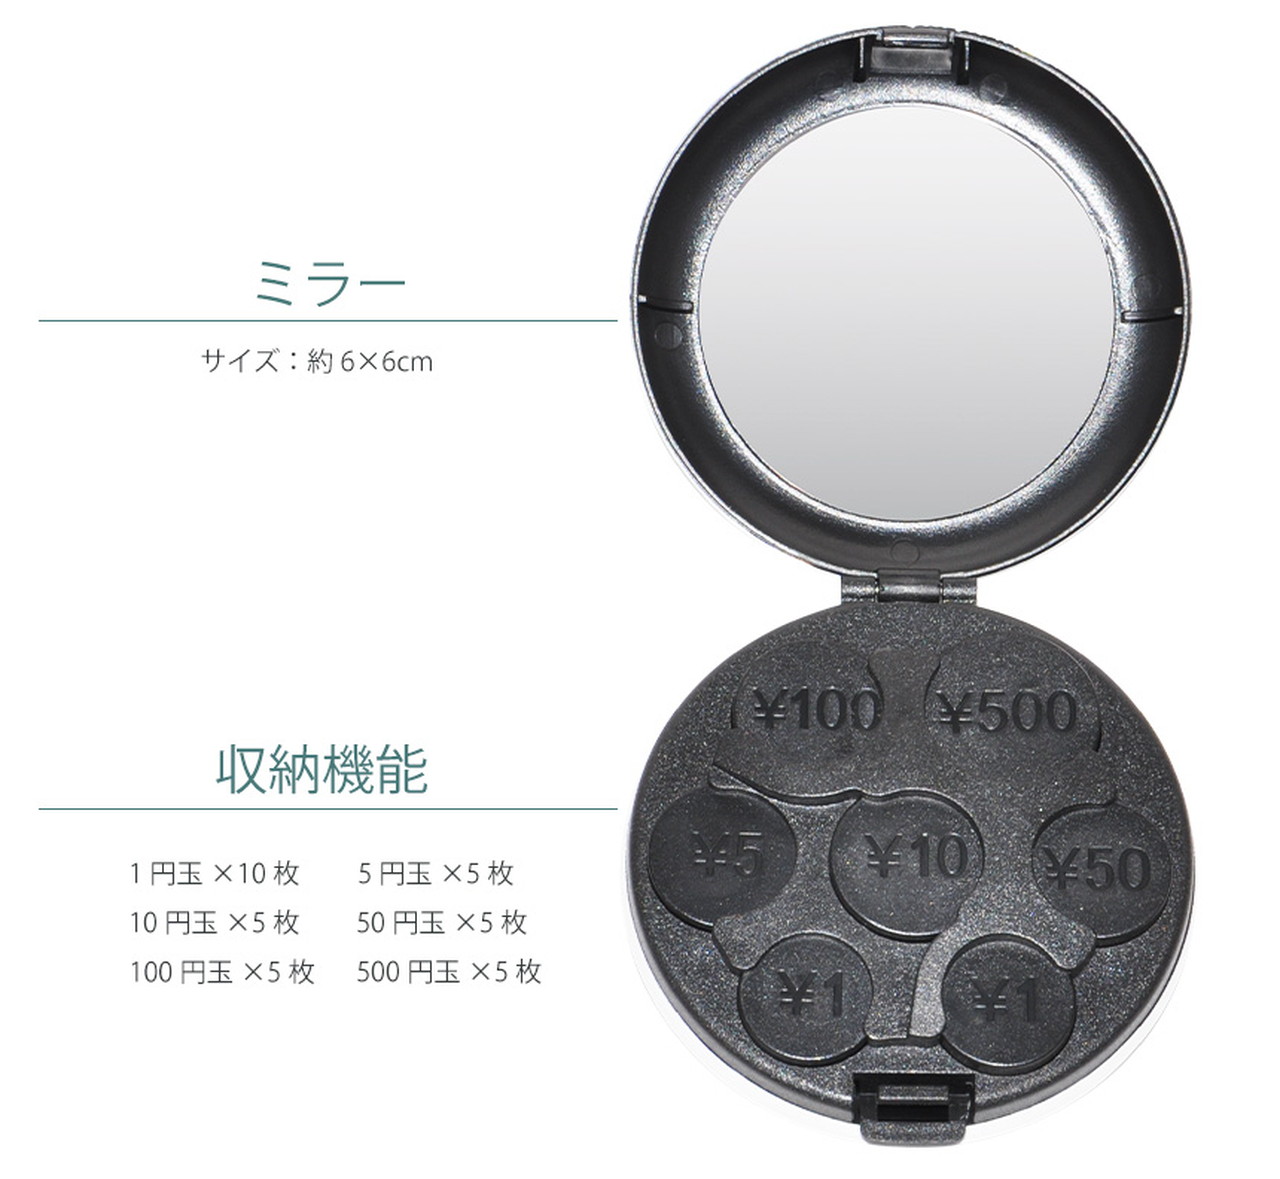 ミラー
サイズ：約 6×6cm
¥100 ¥500
収納機能
¥5 ¥10 ¥50
1 円玉 ×10 枚 5 円玉 ×5 枚
10 円玉 ×5 枚 50 円玉 ×5 枚
100 円玉 ×5 枚 500 円玉 ×5 枚
¥1 ¥1